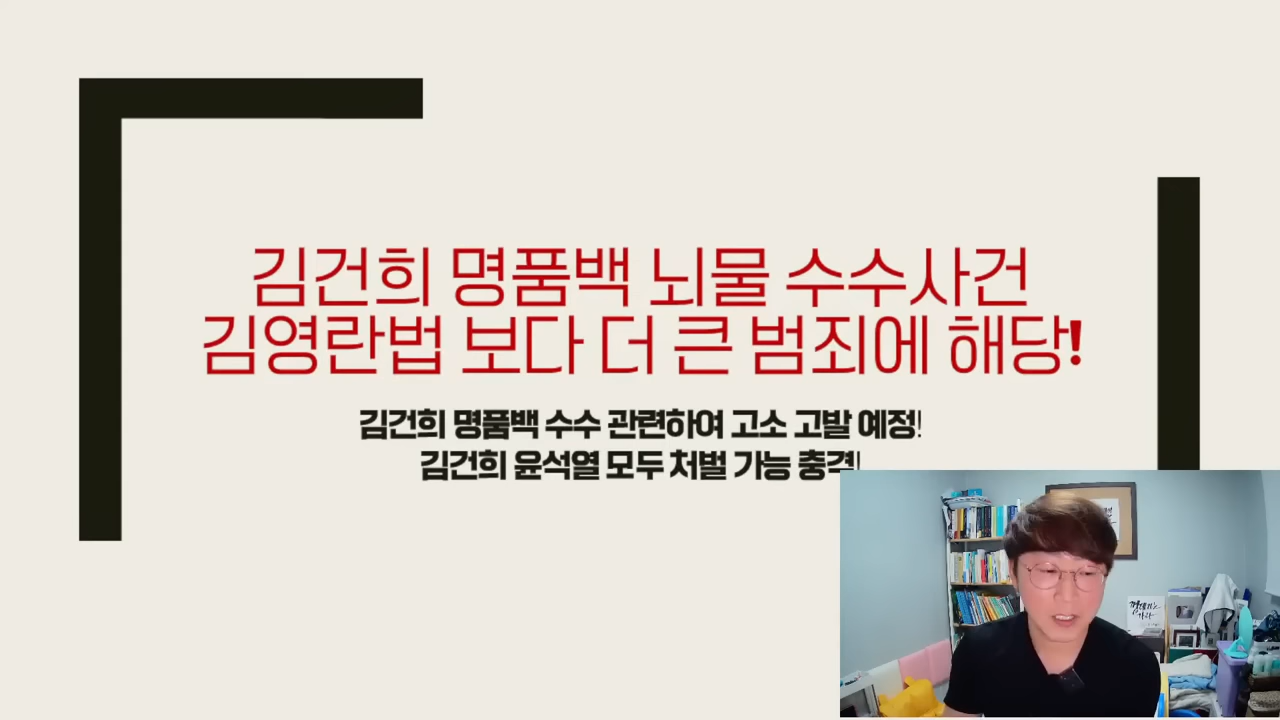 김건희 명품백 뇌물 수수사건
김영란법 보다 더 큰 범죄에 해당!
김건희 명품백 수수 관련하여 고소 고발 예정!
김건희 윤석열 모두 처벌 가능 충격!